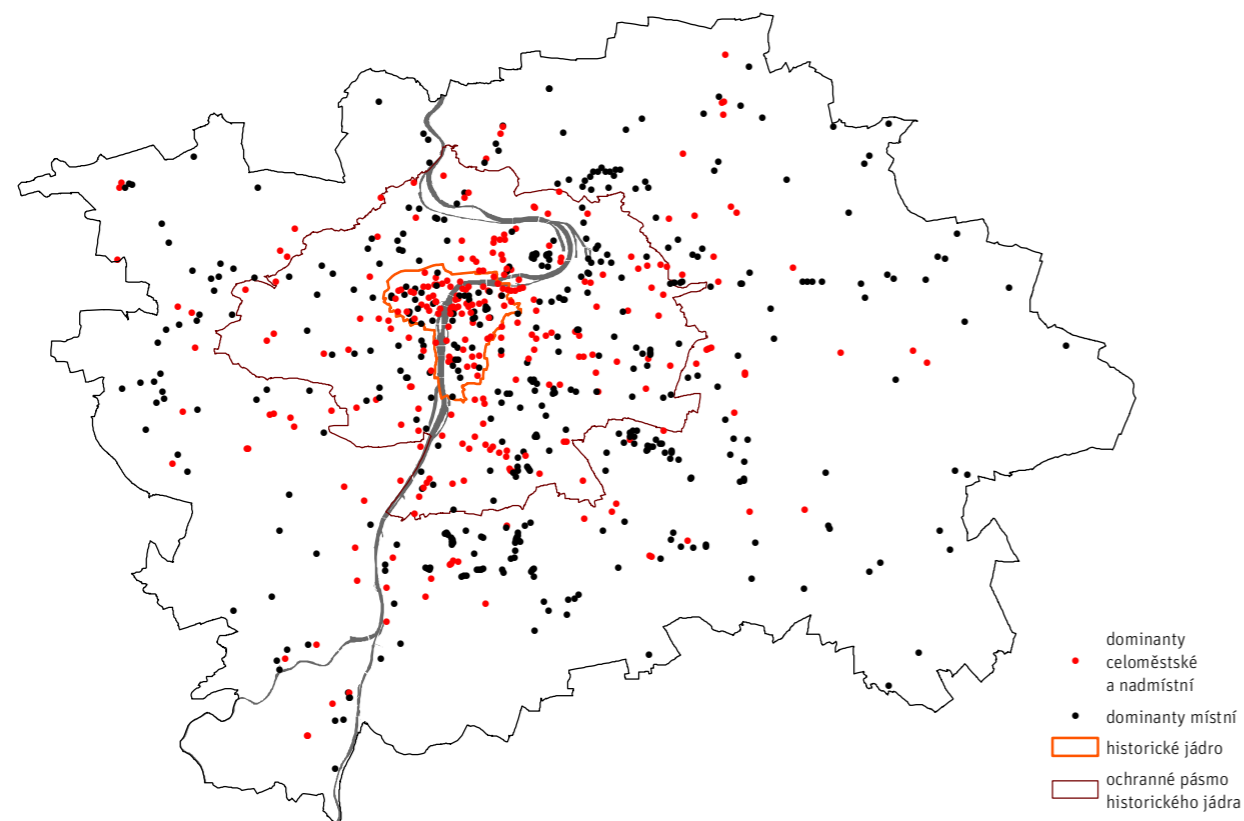 dominanty
celoměstské
a nadmístní
dominanty místní
historické jádro
ochranné pásmo
historického jádra